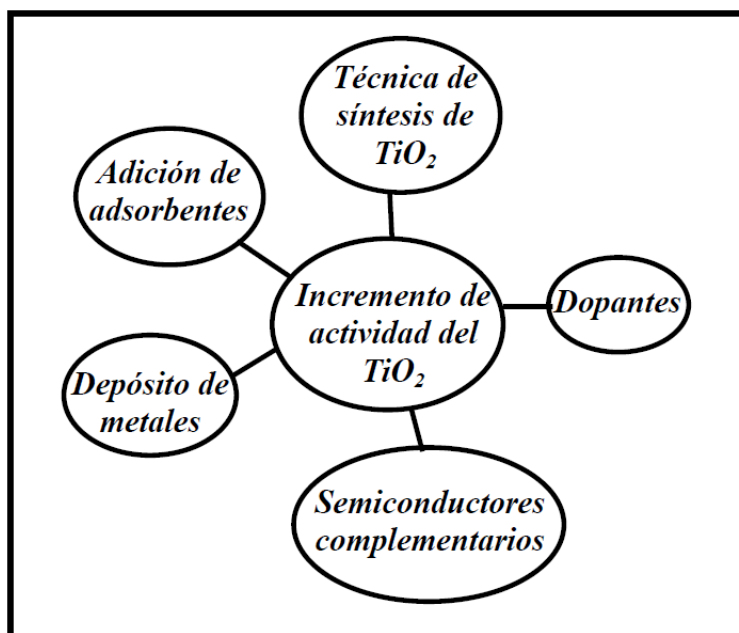 Técnica de
síntesis de
TiO₂
Adición de
adsorbentes
Incremento de
actividad del
TiO₂
Dopantes
Depósito de
metales
Semiconductores
complementarios